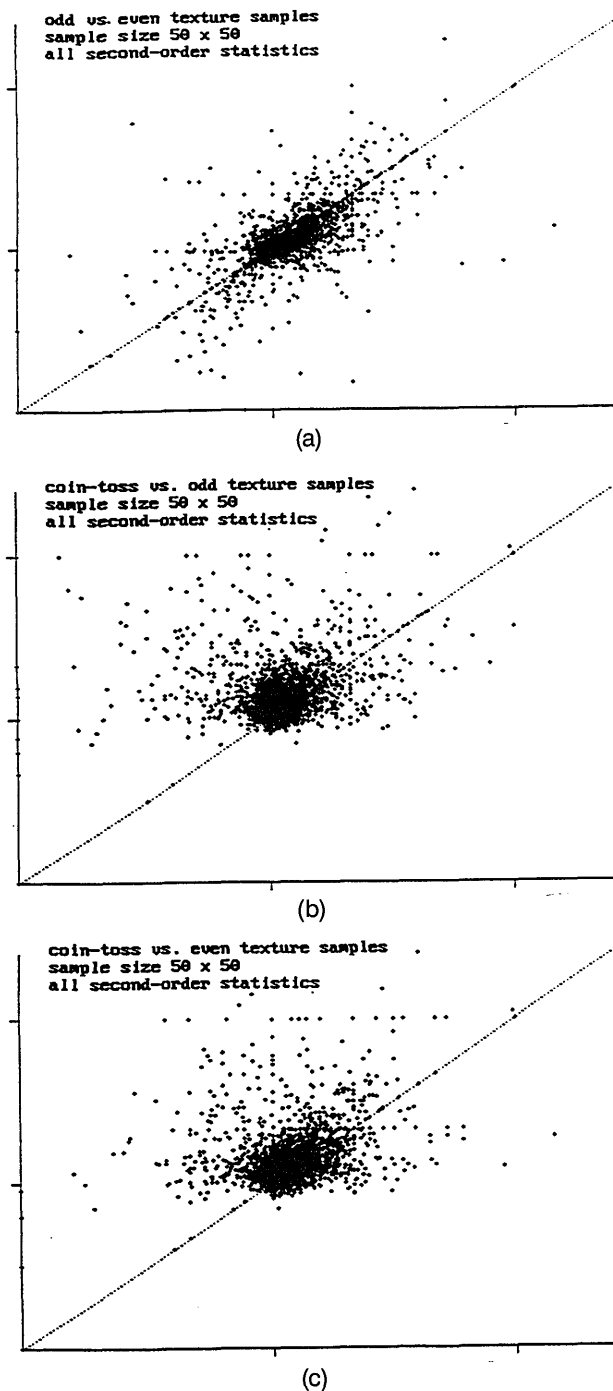 odd vs. even texture samples
sample size 50 x 50
all second-order statistics
(a)
coin-toss vs. odd texture samples
sample size 50 x 50
all second-order statistics
(b)
coin-toss vs. even texture samples
sample size 50 x 50
all second-order statistics
(c)